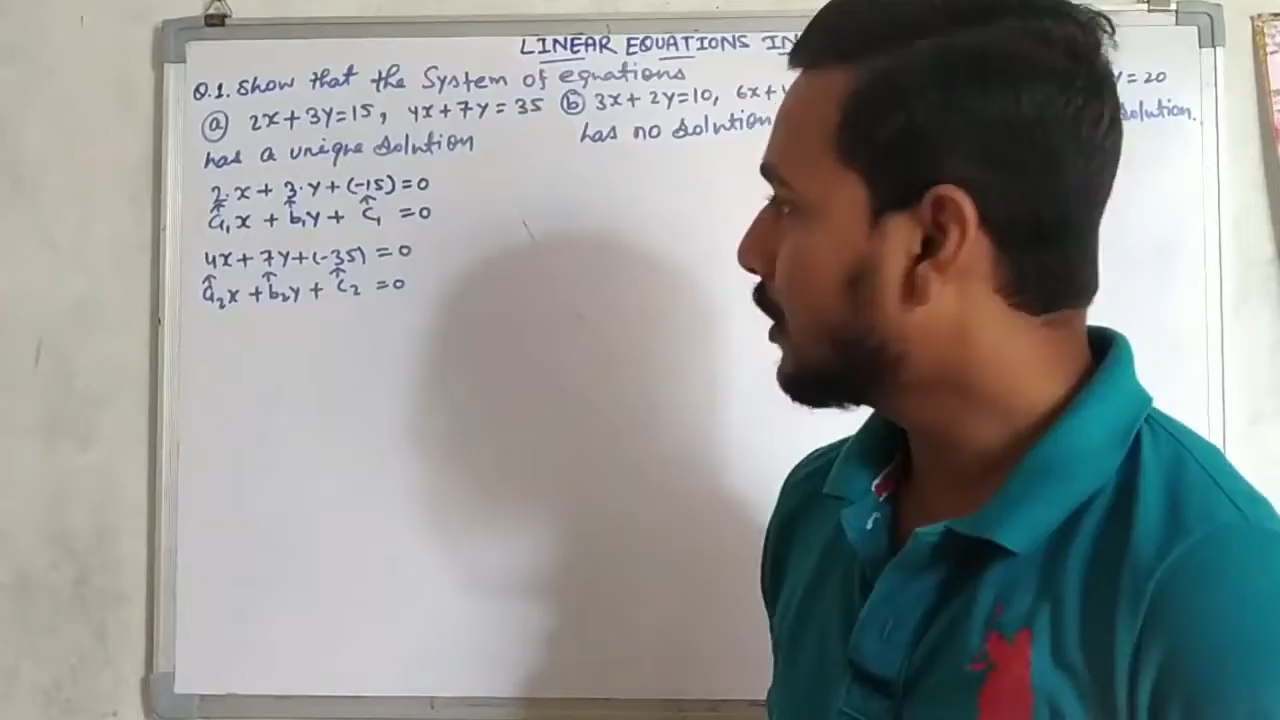 LINEAR EQUATIONS IN
Q.1. Show that the System of equations
ⓐ 2x+3y=15, 4x+7y=35 ⓑ 3x+2y=10, 6x+ y=20
has a unique solution has no solution solution.
2.x+3.y+(-15)=0
a₁x+b₁y+ c₁ =0
4x+7y+(-35)=0
a₂x+b₂y+ c₂ =0